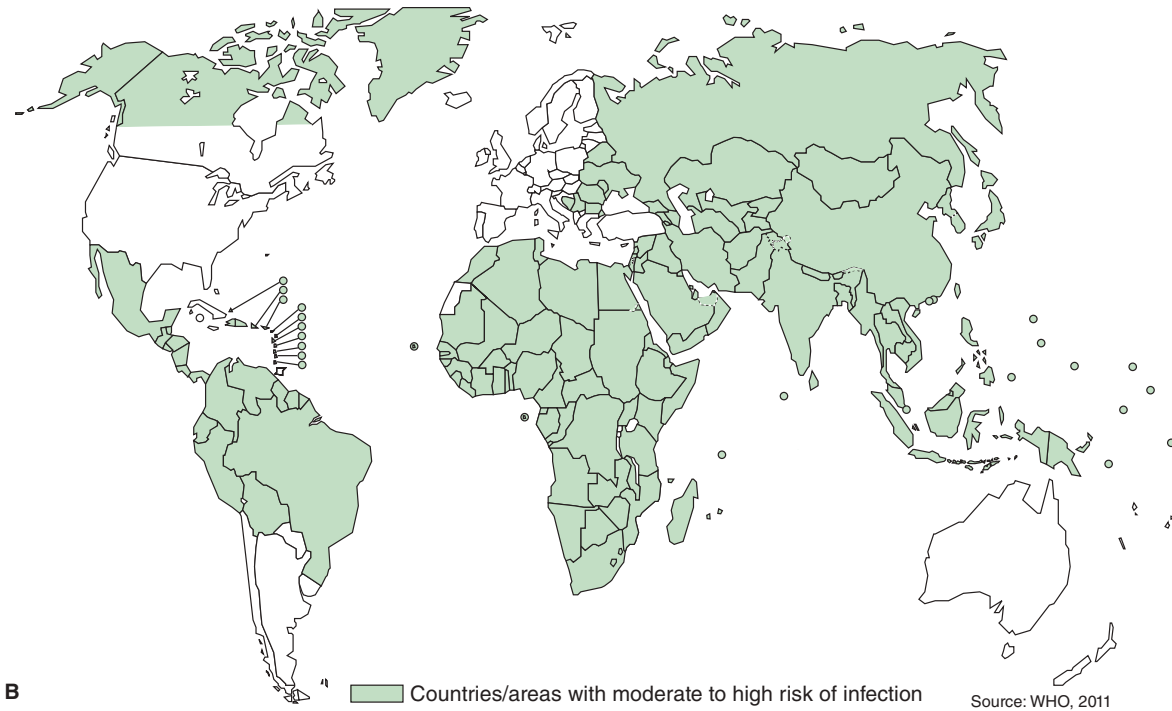 B
Countries/areas with moderate to high risk of infection
Source: WHO, 2011